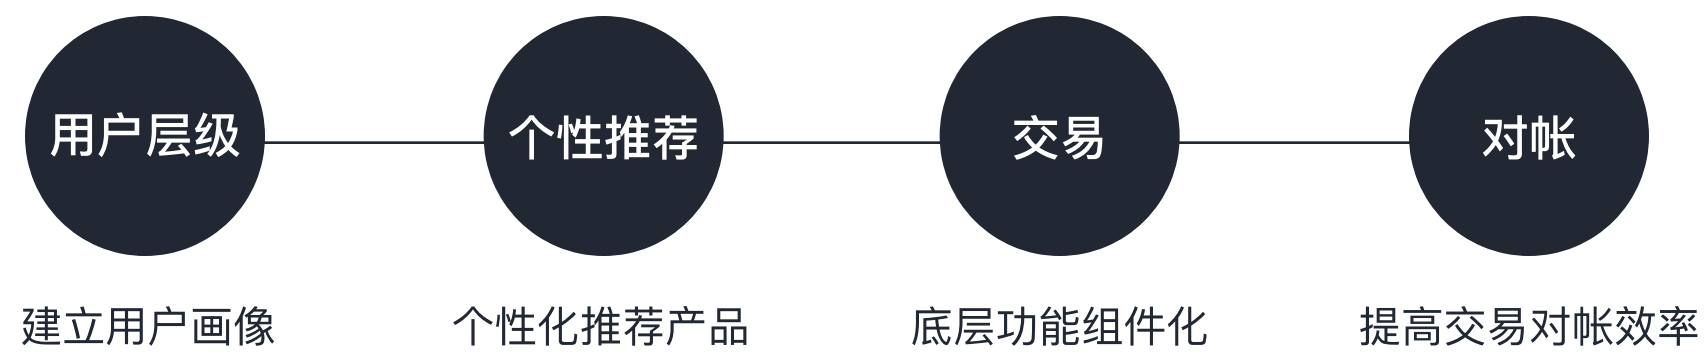 用户层级
个性推荐
交易
对帐
建立用户画像
个性化推荐产品
底层功能组件化
提高交易对帐效率